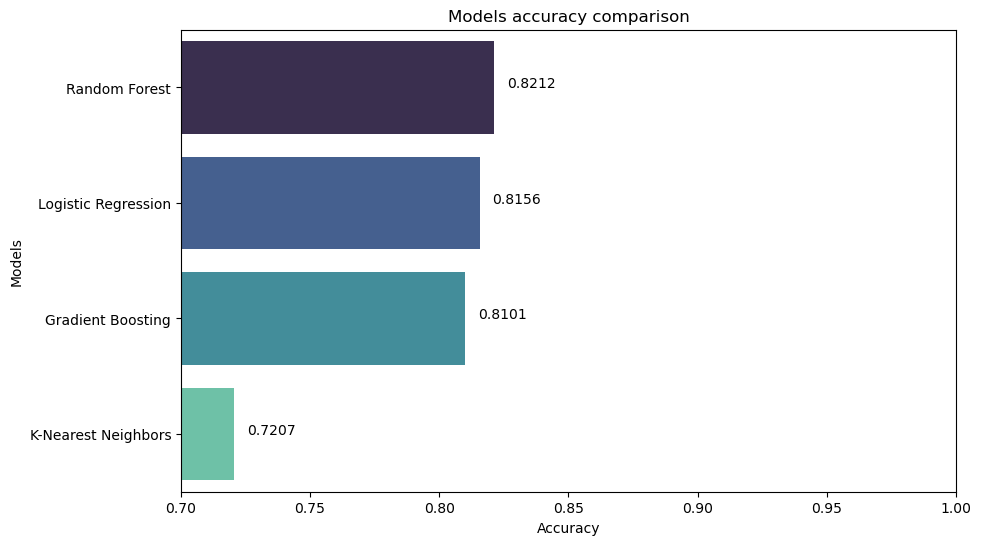 Models accuracy comparison
Random Forest
0.8212
Logistic Regression
0.8156
Models
Gradient Boosting
0.8101
K-Nearest Neighbors
0.7207
0.70 0.75 0.80 0.85 0.90 0.95 1.00
Accuracy